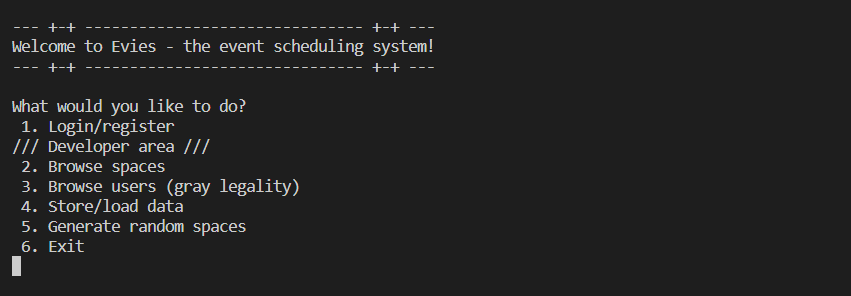 --- +-+ ------------------------------- +-+ ---
Welcome to Evies - the event scheduling system!
--- +-+ ------------------------------- +-+ ---
What would you like to do?
1. Login/register
/// Developer area ///
2. Browse spaces
3. Browse users (gray legality)
4. Store/load data
5. Generate random spaces
6. Exit